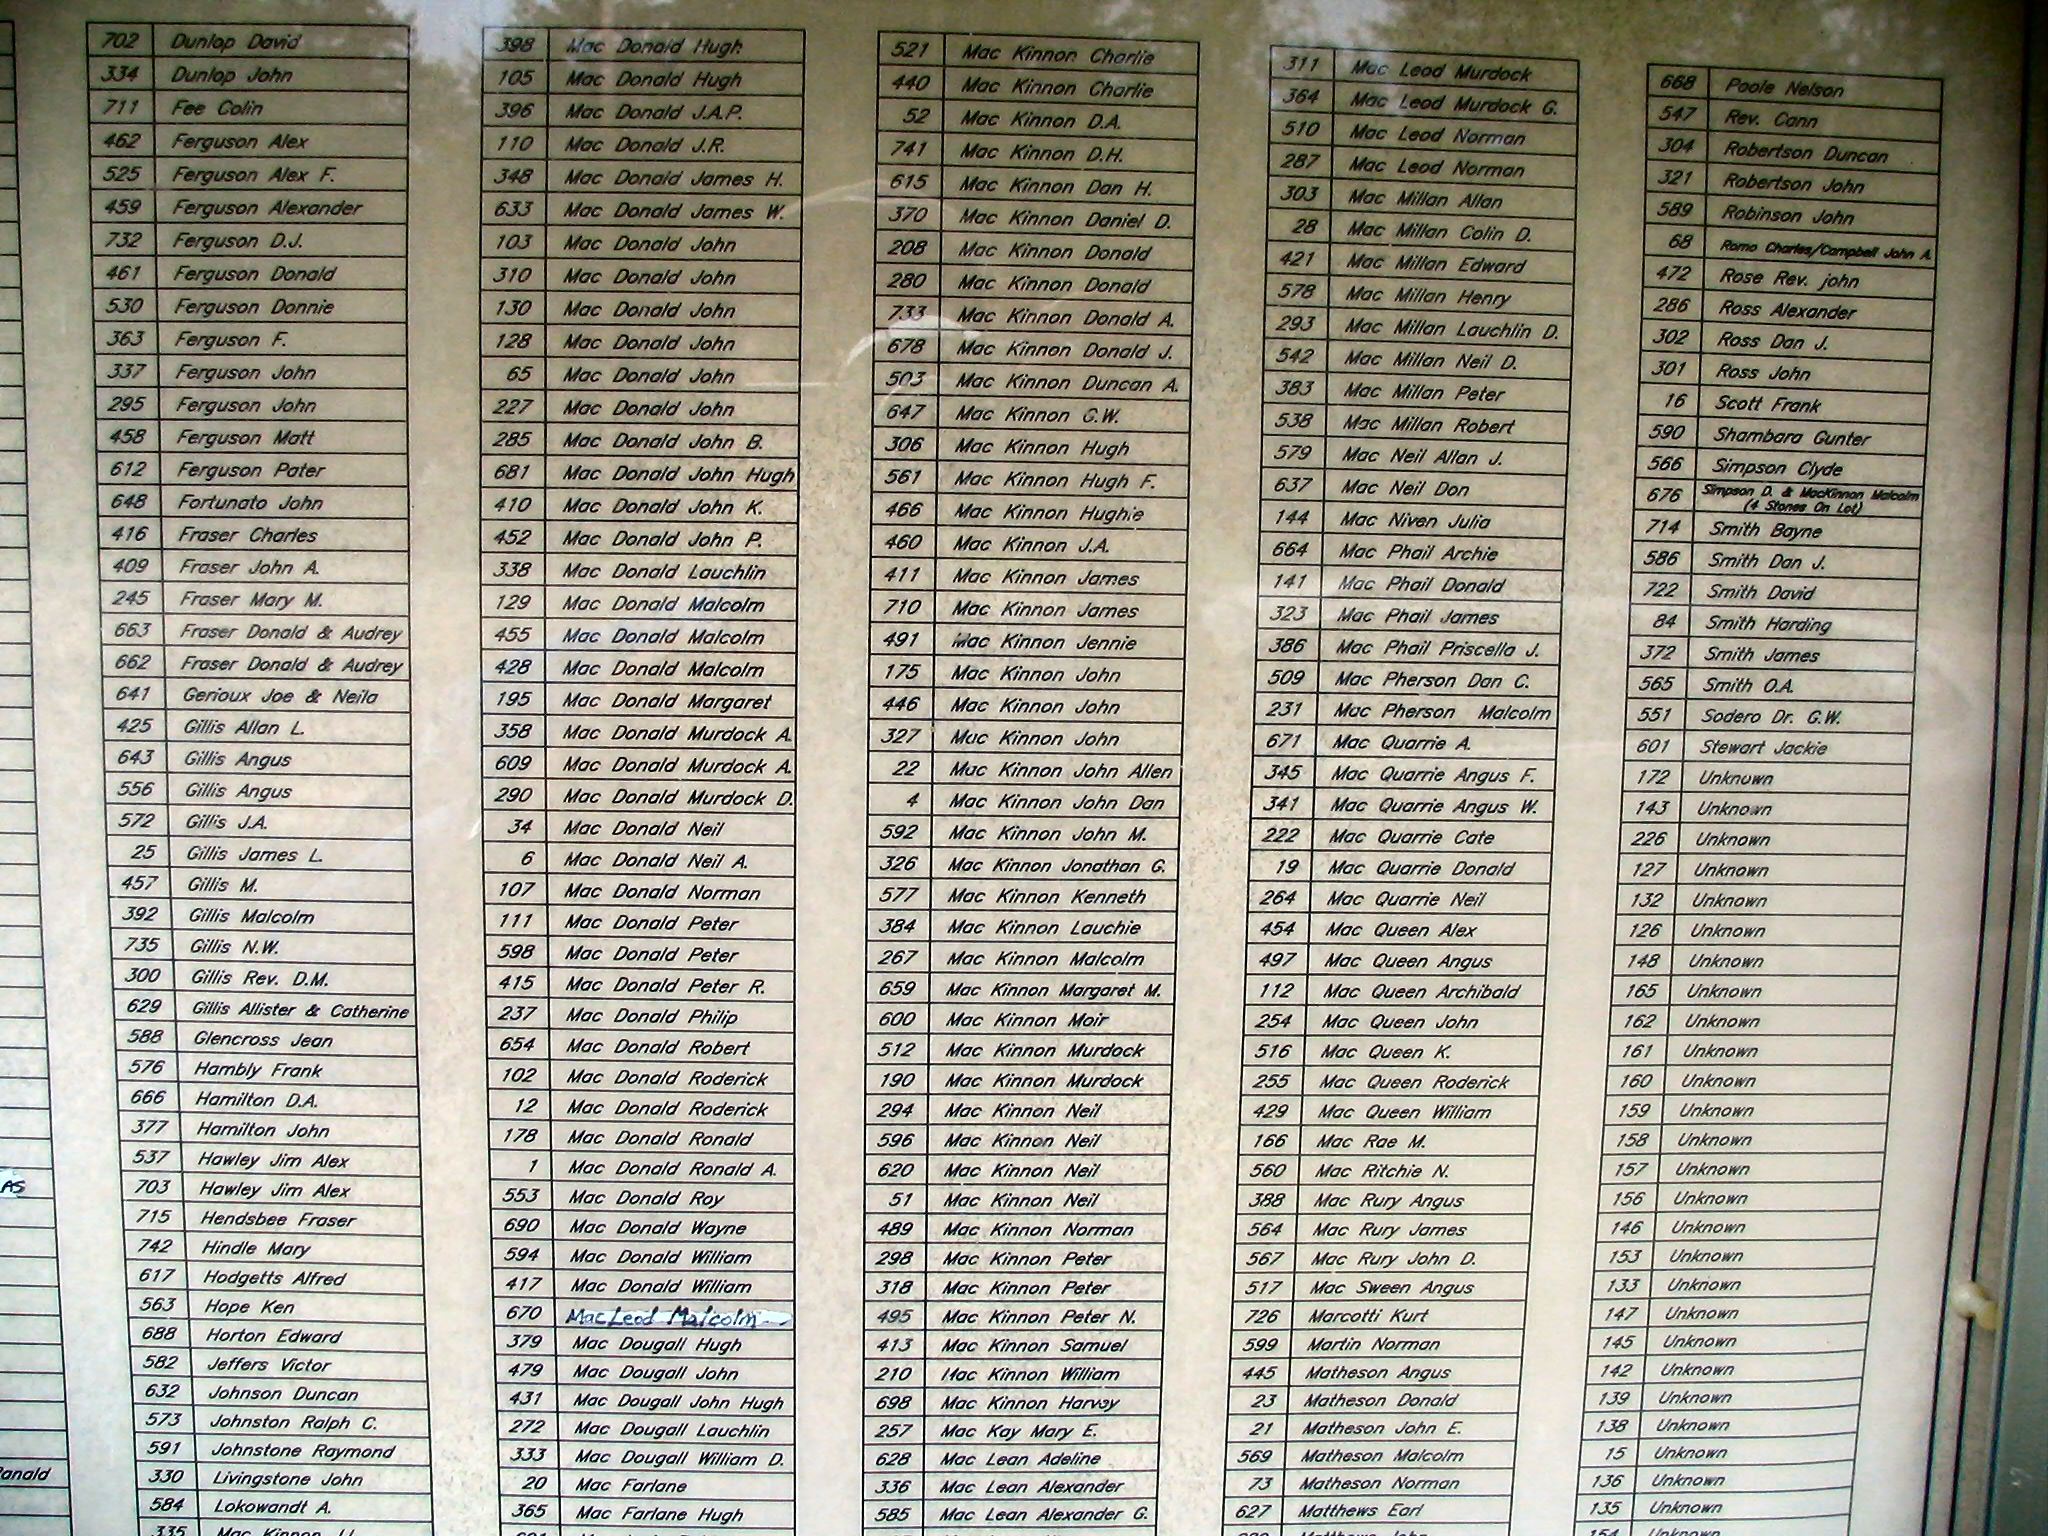 702 Dunlop David
334 Dunlop John
711 Fee Colin
462 Ferguson Alex
525 Ferguson Alex F.
459 Ferguson Alexander
732 Ferguson D.J.
461 Ferguson Donald
530 Ferguson Donnie
363 Ferguson F.
337 Ferguson John
295 Ferguson John
458 Ferguson Matt
612 Ferguson Pater
648 Fortunato John
416 Fraser Charles
409 Fraser John A.
245 Fraser Mary M.
663 Fraser Donald & Audrey
662 Fraser Donald & Audrey
641 Gerioux Joe & Neila
425 Gillis Allan L.
643 Gillis Angus
556 Gillis Angus
572 Gillis J.A.
25 Gillis James L.
457 Gillis M.
392 Gillis Malcolm
735 Gillis N.W.
300 Gillis Rev. D.M.
629 Gillis Allister & Catherine
588 Glencross Jean
576 Hambly Frank
666 Hamilton D.A.
377 Hamilton John
537 Hawley Jim Alex
703 Hawley Jim Alex
715 Hendsbee Fraser
742 Hindle Mary
617 Hodgetts Alfred
563 Hope Ken
688 Horton Edward
582 Jeffers Victor
632 Johnson Duncan
573 Johnston Ralph C.
591 Johnstone Raymond
330 Livingstone John
584 Lokowandt A.
335 Mac Kinnon
398 Mac Donald Hugh
105 Mac Donald Hugh
396 Mac Donald J.A.P.
110 Mac Donald J.R.
348 Mac Donald James H.
633 Mac Donald James W.
103 Mac Donald John
310 Mac Donald John
130 Mac Donald John
128 Mac Donald John
65 Mac Donald John
227 Mac Donald John
285 Mac Donald John B.
681 Mac Donald John Hugh
410 Mac Donald John K.
452 Mac Donald John P.
338 Mac Donald Lauchlin
129 Mac Donald Malcolm
455 Mac Donald Malcolm
428 Mac Donald Malcolm
195 Mac Donald Margaret
358 Mac Donald Murdock A.
609 Mac Donald Murdock A.
290 Mac Donald Murdock D.
34 Mac Donald Neil
6 Mac Donald Neil A.
107 Mac Donald Norman
111 Mac Donald Peter
598 Mac Donald Peter
415 Mac Donald Peter R.
237 Mac Donald Philip
654 Mac Donald Robert
102 Mac Donald Roderick
12 Mac Donald Roderick
178 Mac Donald Ronald
1 Mac Donald Ronald A.
553 Mac Donald Roy
690 Mac Donald Wayne
594 Mac Donald William
417 Mac Donald William
670 MacLeod Malcolm
379 Mac Dougall Hugh
479 Mac Dougall John
431 Mac Dougall John Hugh
272 Mac Dougall Lauchlin
333 Mac Dougall William D.
20 Mac Farlane
365 Mac Farlane Hugh
521 Mac Kinnon Charlie
440 Mac Kinnon Charlie
52 Mac Kinnon D.A.
741 Mac Kinnon D.H.
615 Mac Kinnon Dan H.
370 Mac Kinnon Daniel D.
208 Mac Kinnon Donald
280 Mac Kinnon Donald
733 Mac Kinnon Donald A.
678 Mac Kinnon Donald J.
503 Mac Kinnon Duncan A.
647 Mac Kinnon G.W.
306 Mac Kinnon Hugh
561 Mac Kinnon Hugh F.
466 Mac Kinnon Hughie
460 Mac Kinnon J.A.
411 Mac Kinnon James
710 Mac Kinnon James
491 Mac Kinnon Jennie
175 Mac Kinnon John
446 Mac Kinnon John
327 Mac Kinnon John
22 Mac Kinnon John Allen
4 Mac Kinnon John Dan
592 Mac Kinnon John M.
326 Mac Kinnon Jonathan G.
577 Mac Kinnon Kenneth
384 Mac Kinnon Lauchie
267 Mac Kinnon Malcolm
659 Mac Kinnon Margaret M.
600 Mac Kinnon Moir
512 Mac Kinnon Murdock
190 Mac Kinnon Murdock
294 Mac Kinnon Neil
596 Mac Kinnon Neil
620 Mac Kinnon Neil
51 Mac Kinnon Neil
489 Mac Kinnon Norman
298 Mac Kinnon Peter
318 Mac Kinnon Peter
495 Mac Kinnon Peter N.
413 Mac Kinnon Samuel
210 Mac Kinnon William
698 Mac Kinnon Harvey
257 Mac Kay Mary E.
628 Mac Lean Adeline
336 Mac Lean Alexander
585 Mac Lean Alexander G.
311 Mac Leod Murdock
364 Mac Leod Murdock G.
510 Mac Leod Norman
287 Mac Leod Norman
303 Mac Millan Allan
28 Mac Millan Colin D.
421 Mac Millan Edward
578 Mac Millan Henry
293 Mac Millan Lauchlin D.
542 Mac Millan Neil D.
383 Mac Millan Peter
538 Mac Millan Robert
579 Mac Neil Allan J.
637 Mac Neil Don
144 Mac Niven Julia
664 Mac Phail Archie
141 Mac Phail Donald
323 Mac Phail James
386 Mac Phail Priscella J.
509 Mac Pherson Dan C.
231 Mac Pherson Malcolm
671 Mac Quarrie A.
345 Mac Quarrie Angus F.
341 Mac Quarrie Angus W.
222 Mac Quarrie Cate
19 Mac Quarrie Donald
264 Mac Quarrie Neil
454 Mac Queen Alex
497 Mac Queen Angus
112 Mac Queen Archibald
254 Mac Queen John
516 Mac Queen K.
255 Mac Queen Roderick
429 Mac Queen William
166 Mac Rae M.
560 Mac Ritchie N.
388 Mac Rury Angus
564 Mac Rury James
567 Mac Rury John D.
517 Mac Sween Angus
726 Marcotti Kurt
599 Martin Norman
445 Matheson Angus
23 Matheson Donald
21 Matheson John E.
569 Matheson Malcolm
73 Matheson Norman
627 Matthews Earl
Matthews John
668 Poole Nelson
547 Rev. Cann
304 Robertson Duncan
321 Robertson John
589 Robinson John
68 Romo Charles/Campbell John A.
472 Rose Rev. john
286 Ross Alexander
302 Ross Dan J.
301 Ross John
16 Scott Frank
590 Shambara Gunter
566 Simpson Clyde
676 Simpson D. & MacKinnon Malcolm
(4 Stones On Lot)
714 Smith Bayne
586 Smith Dan J.
722 Smith David
84 Smith Harding
372 Smith James
565 Smith O.A.
551 Sodero Dr. G.W.
601 Stewart Jackie
172 Unknown
143 Unknown
226 Unknown
127 Unknown
132 Unknown
126 Unknown
148 Unknown
165 Unknown
162 Unknown
161 Unknown
160 Unknown
159 Unknown
158 Unknown
157 Unknown
156 Unknown
146 Unknown
153 Unknown
133 Unknown
147 Unknown
145 Unknown
142 Unknown
139 Unknown
138 Unknown
15 Unknown
136 Unknown
135 Unknown
154 Unknown